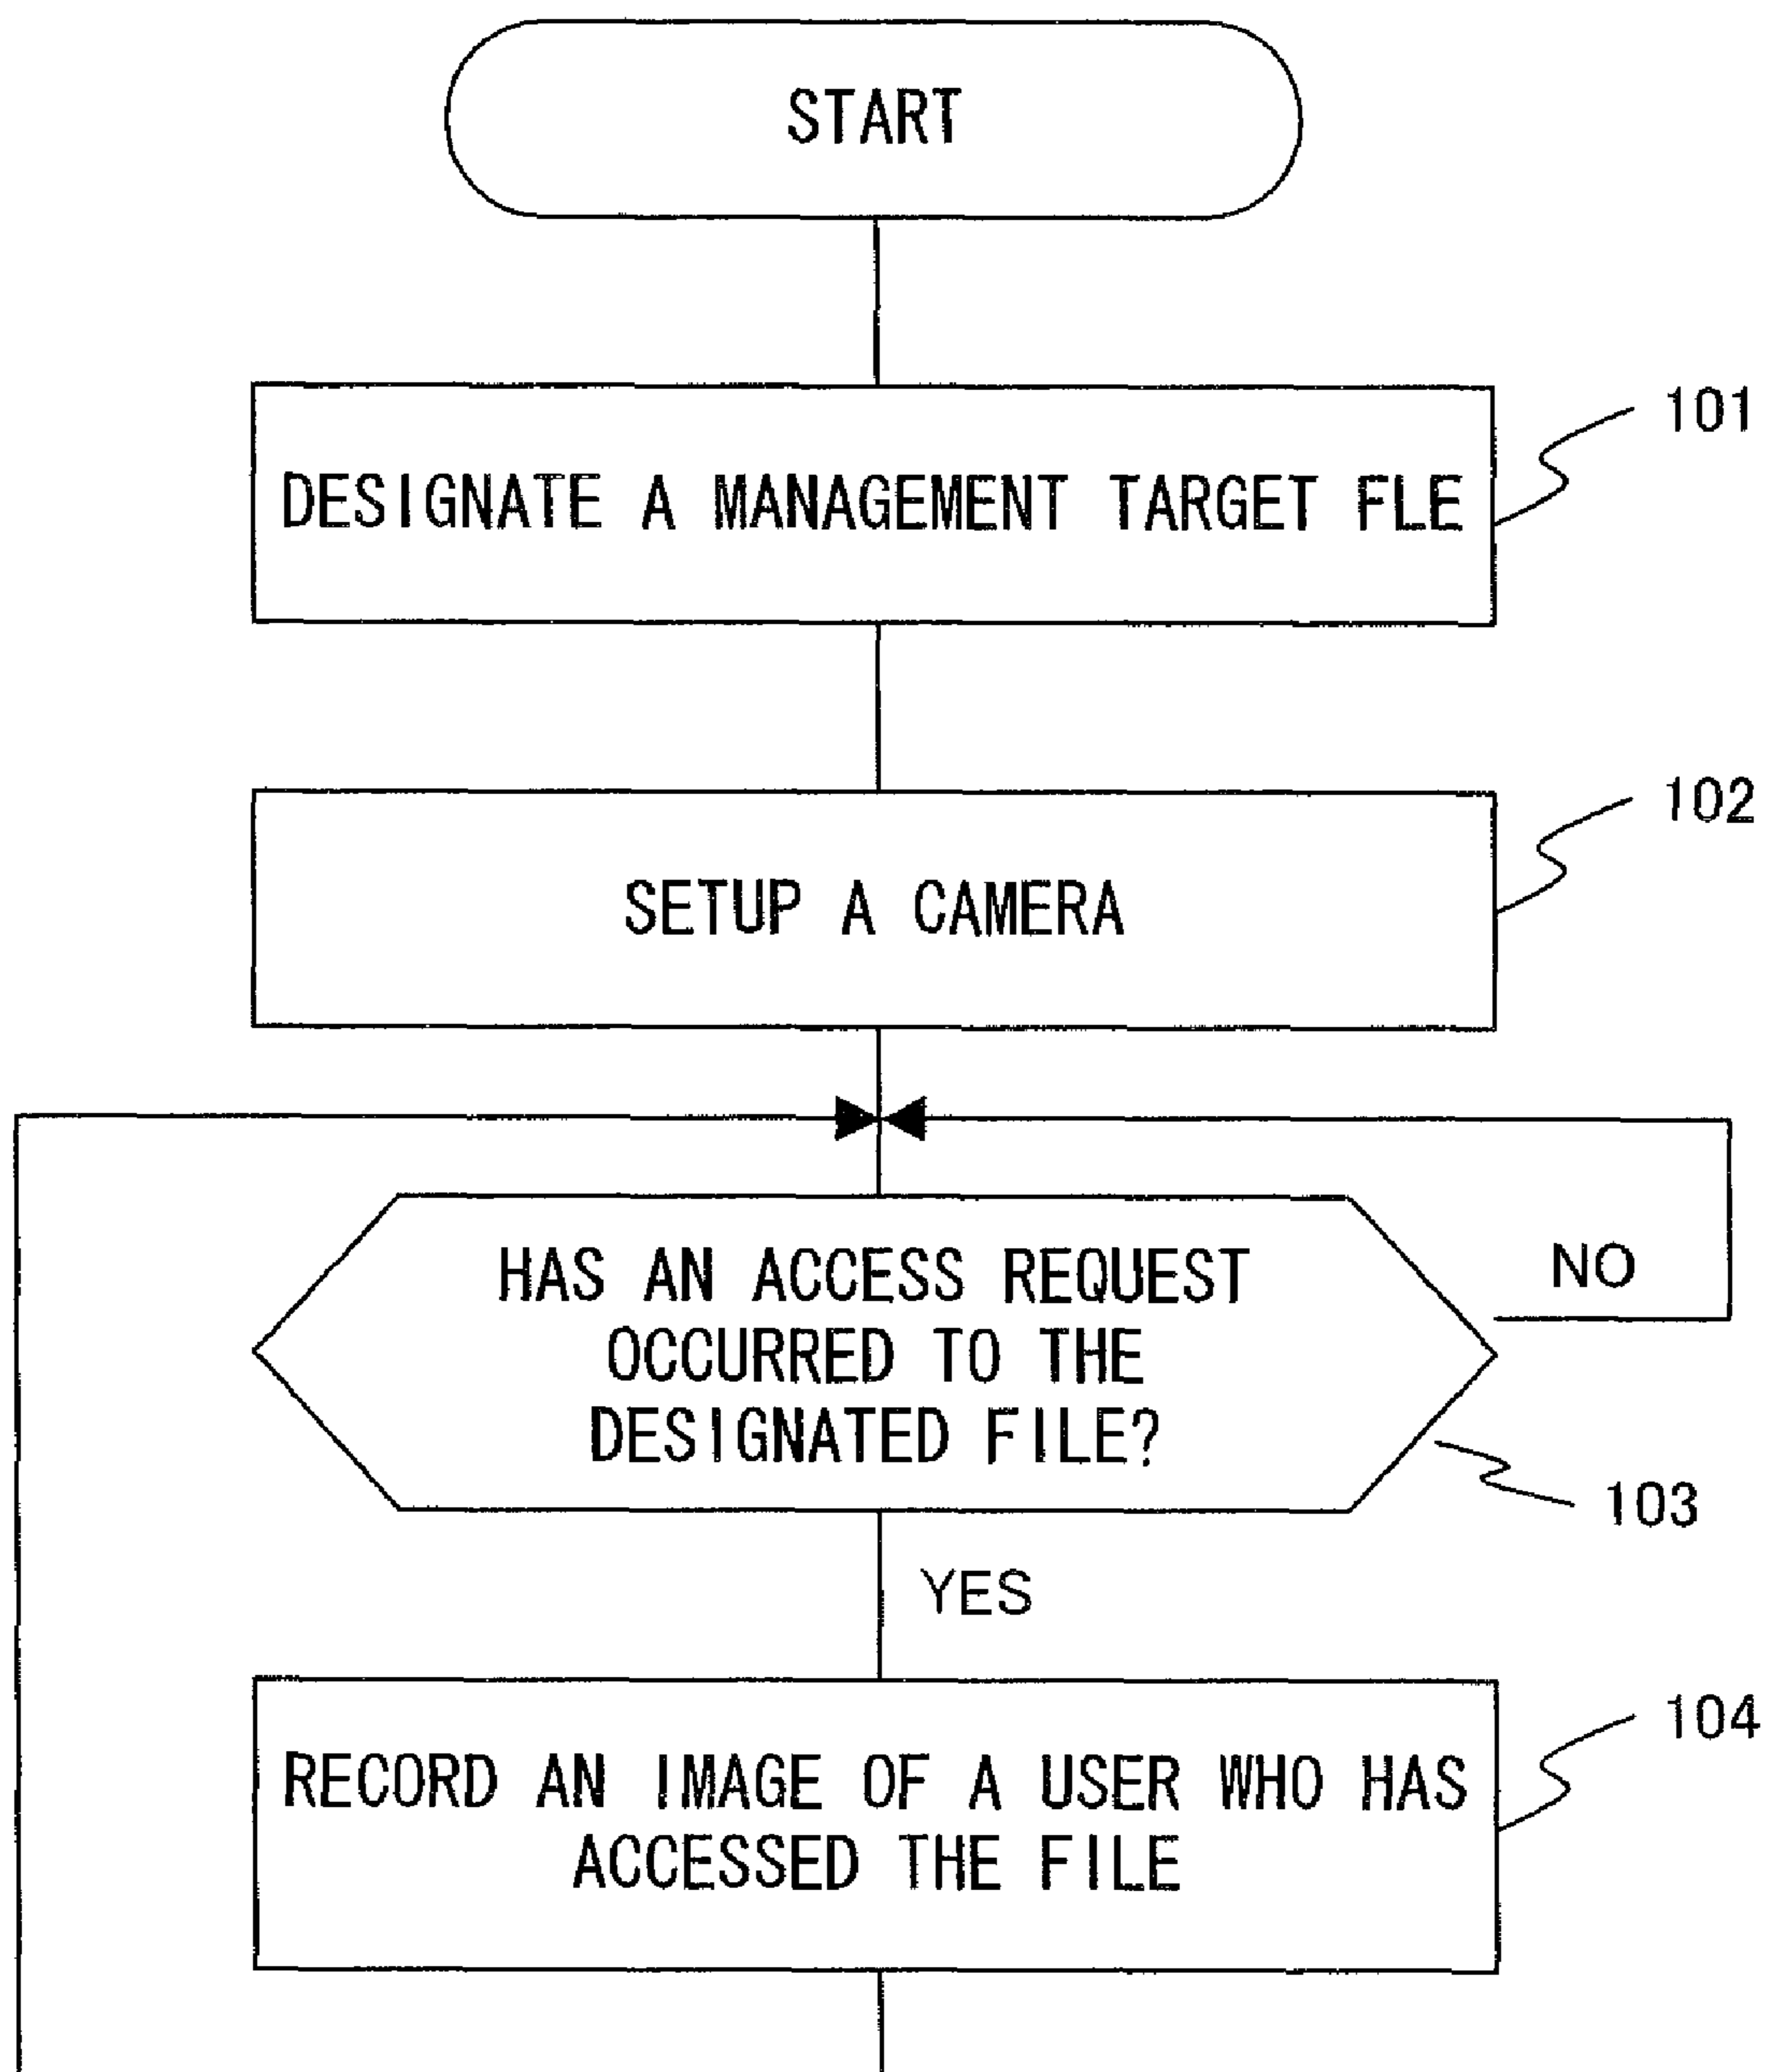 START
101
DESIGNATE A MANAGEMENT TARGET FLE
102
SETUP A CAMERA
HAS AN ACCESS REQUEST
OCCURRED TO THE
DESIGNATED FILE?
NO
103
YES
104
RECORD AN IMAGE OF A USER WHO HAS
ACCESSED THE FILE